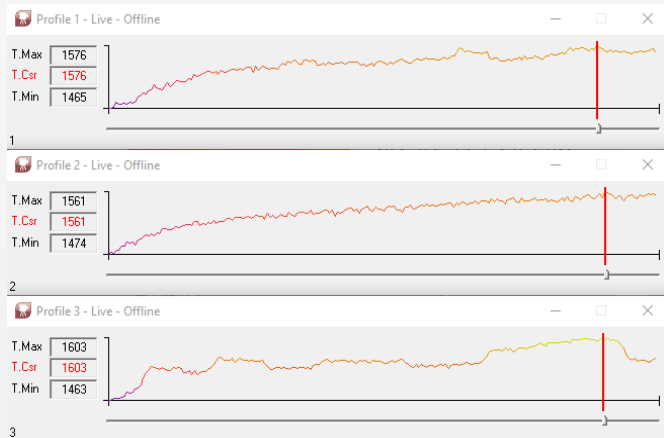 Profile 1 - Live - Offline
T.Max 1576
T.Csr 1576
T.Min 1465
1
Profile 2 - Live - Offline
T.Max 1561
T.Csr 1561
T.Min 1474
2
Profile 3 - Live - Offline
T.Max 1603
T.Csr 1603
T.Min 1463
3